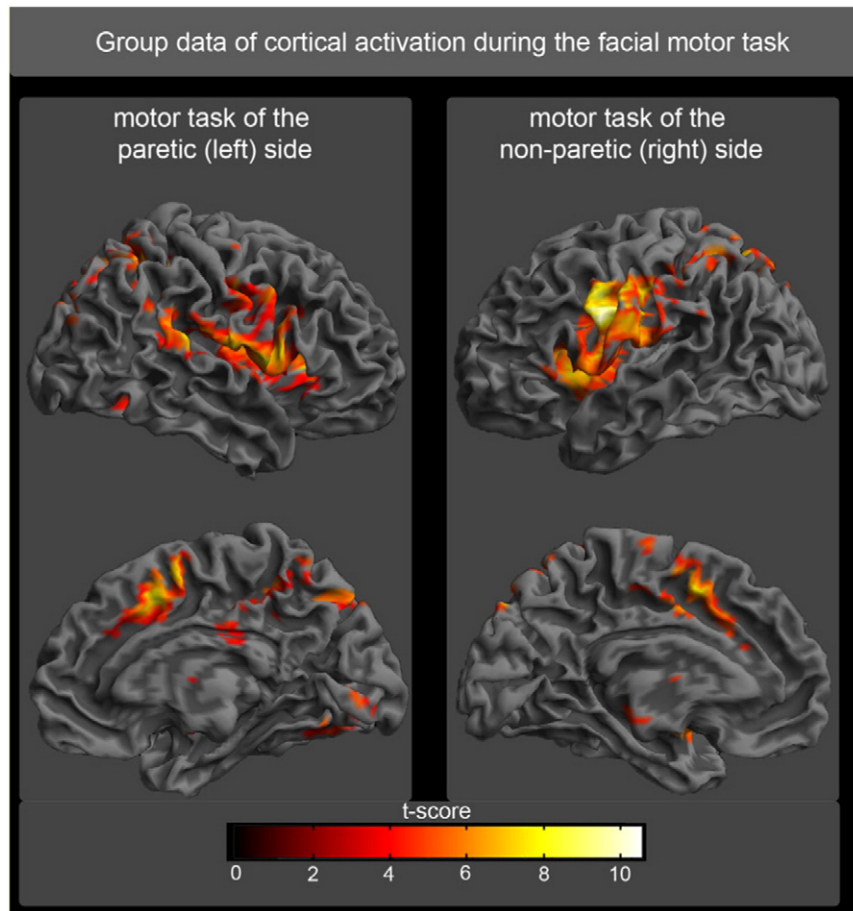 Group data of cortical activation during the facial motor task
motor task of the
paretic (left) side
motor task of the
non-paretic (right) side
t-score
0 2 4 6 8 10